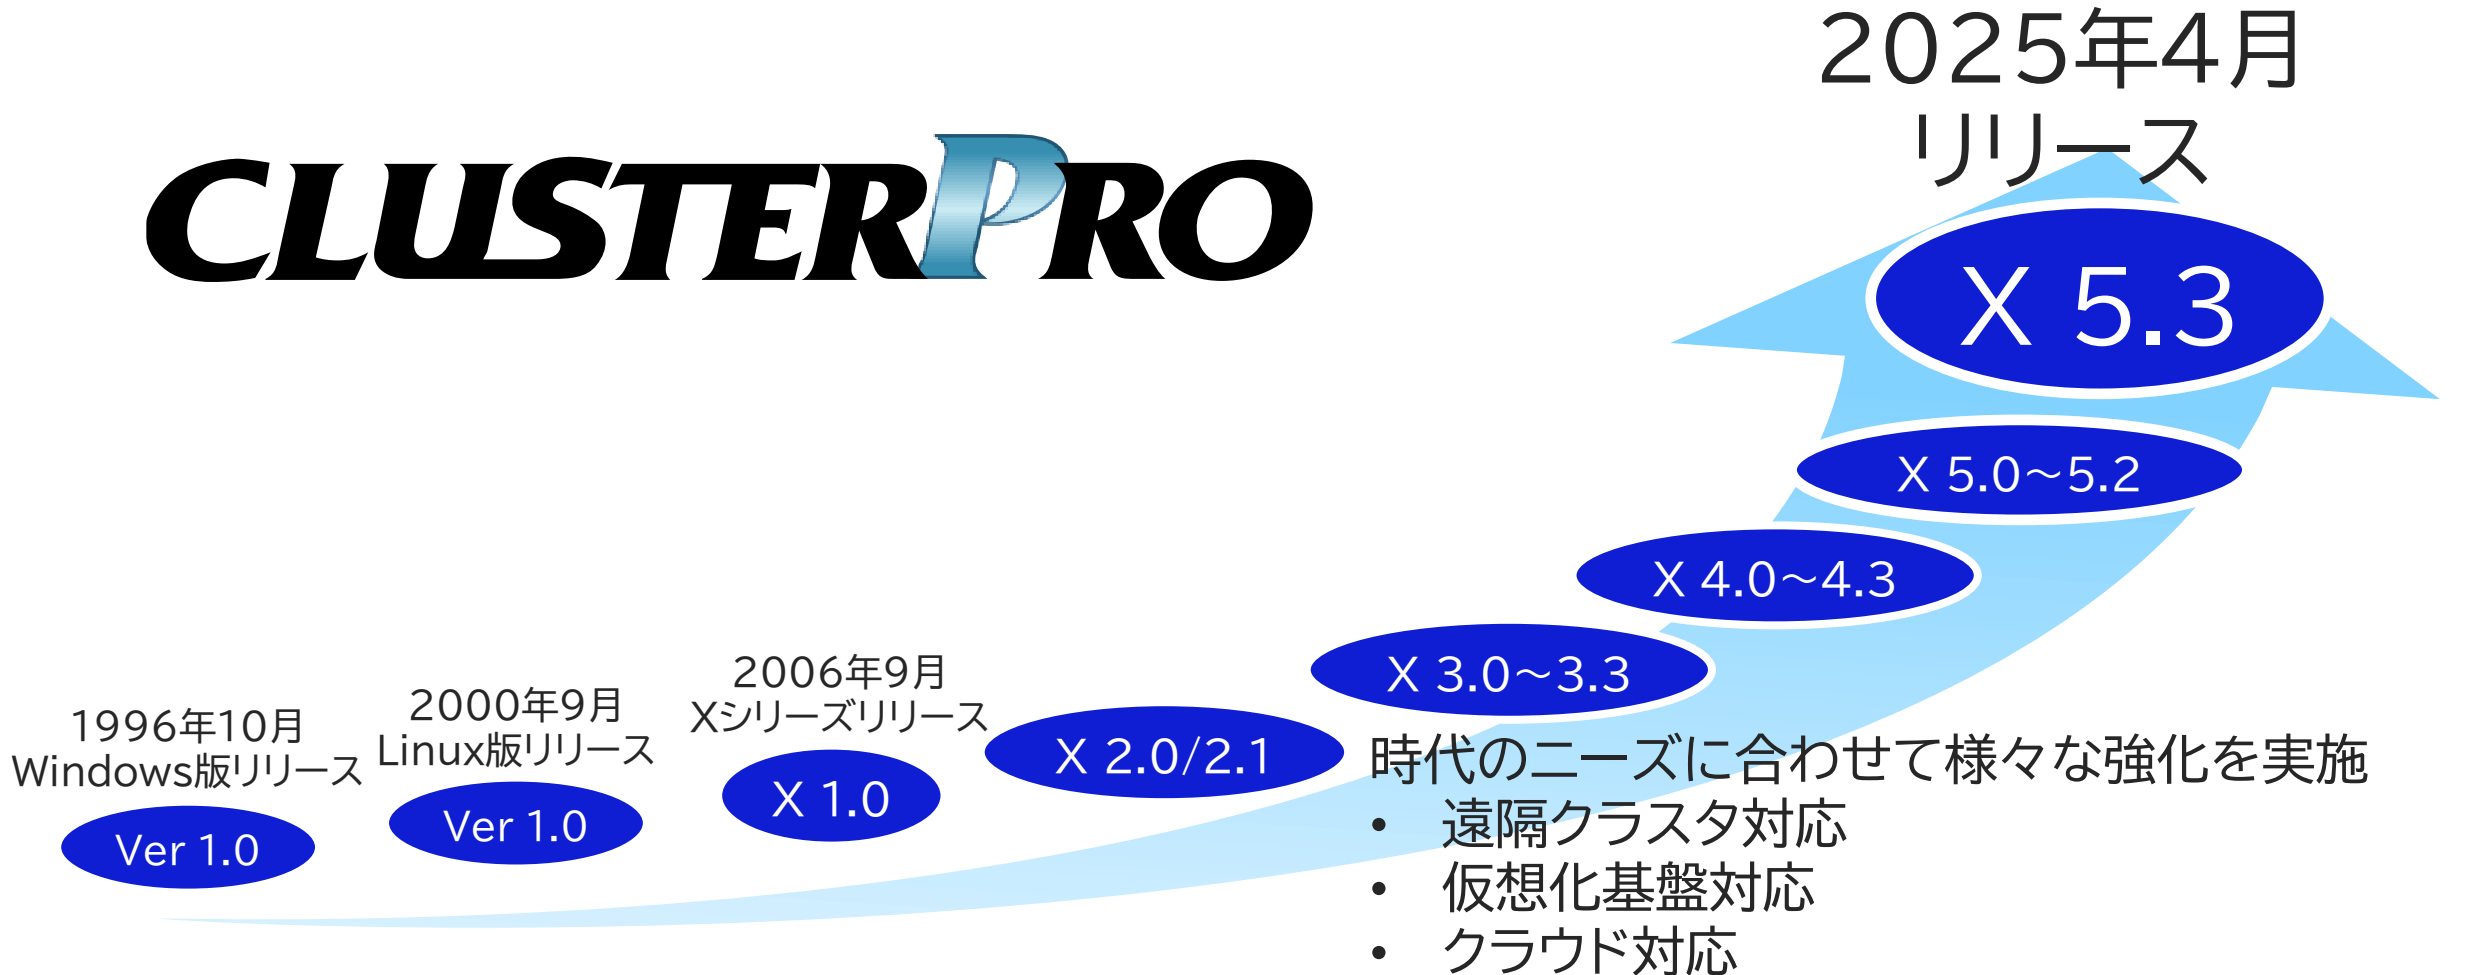 2025年4月
リリース
CLUSTERPRO
X 5.3
X 5.0～5.2
X 4.0～4.3
X 3.0～3.3
X 2.0/2.1
2006年9月
Xシリーズリリース
X 1.0
2000年9月
Linux版リリース
Ver 1.0
1996年10月
Windows版リリース
Ver 1.0
時代のニーズに合わせて様々な強化を実施
• 遠隔クラスタ対応
• 仮想化基盤対応
• クラウド対応